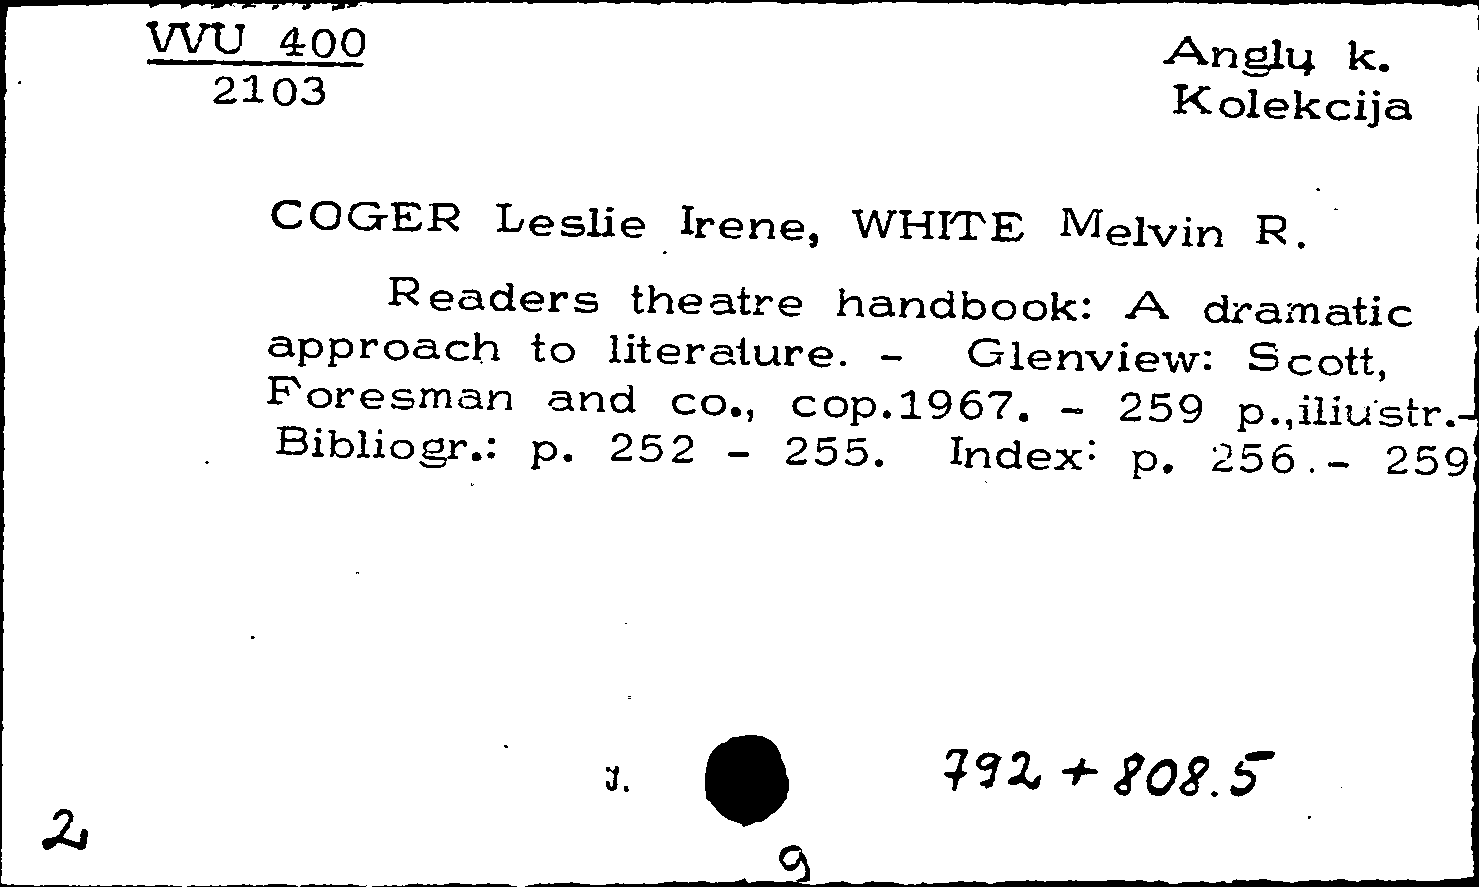 VVU 400
2103
Anglų k.
Kolekcija
COGER Leslie Irene, WHITE Melvin R.
Readers theatre handbook: A dramatic
approach to literature. - Glenview: Scott,
Foresman and co., cop.1967. - 259 p.,iliustr.-
Bibliogr.: p. 252 - 255. Index: p. 256.- 259
y.
792 + 808.5
2
9